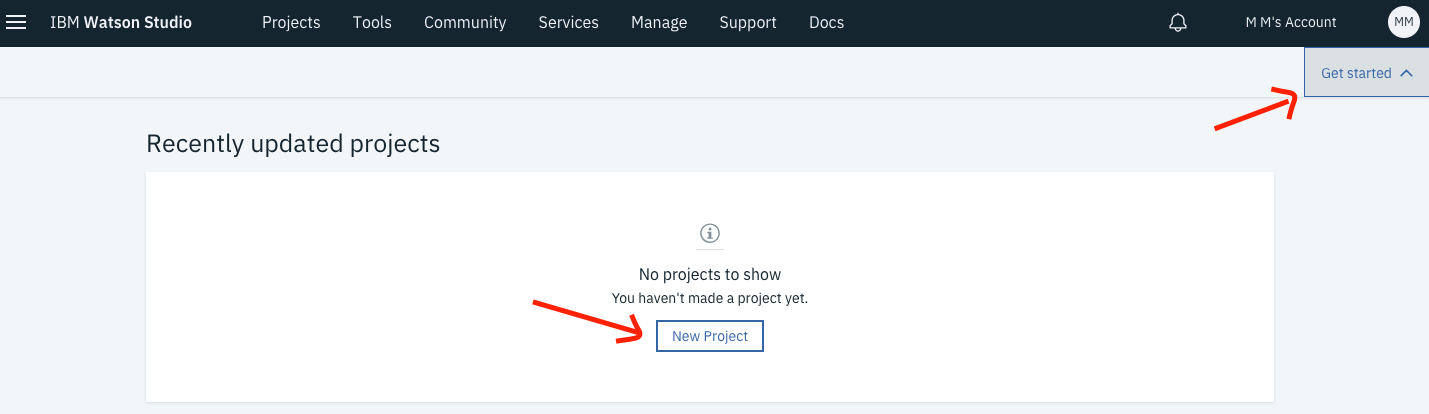 IBM Watson Studio Projects Tools Community Services Manage Support Docs M M's Account MM
Get started
Recently updated projects
No projects to show
You haven't made a project yet.
New Project